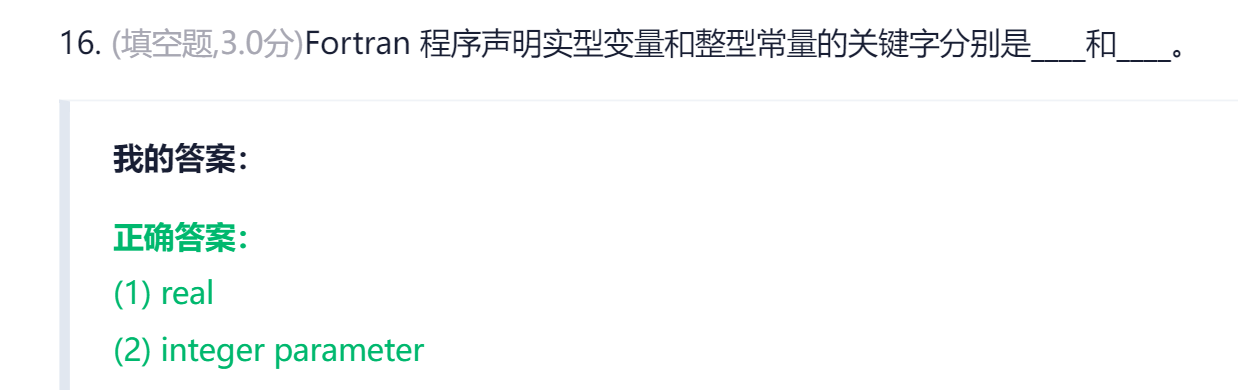 16. (填空题,3.0分)Fortran 程序声明实型变量和整型常量的关键字分别是____和____。
我的答案：
正确答案：
(1) real
(2) integer parameter